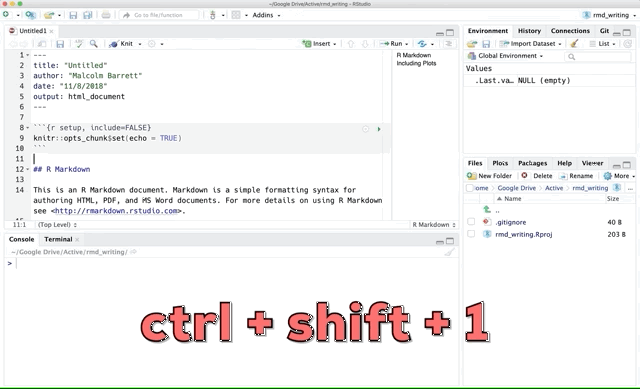 ~/Google Drive/Active/rmd_writing - RStudio
Go to file/function
Addins
rmd_writing
Untitled1
Knit
Insert
Run
1 ---
2 title: "Untitled"
3 author: "Malcolm Barrett"
4 date: "11/8/2018"
5 output: html_document
6 ---
7
8 ```{r setup, include=FALSE}
9 knitr::opts_chunk$set(echo = TRUE)
10 ```
11
12 ## R Markdown
13
14 This is an R Markdown document. Markdown is a simple formatting syntax for
authoring HTML, PDF, and MS Word documents. For more details on using R Markdown
see <http://rmarkdown.rstudio.com>.
11:1 (Top Level) R Markdown
R Markdown
Including Plots
Console Terminal
~/Google Drive/Active/rmd_writing/
>
Environment History Connections Git
Import Dataset List
Global Environment
Values
.Last.va… NULL (empty)
Files Plots Packages Help Viewer
New Folder Delete Rename More
ome Google Drive Active rmd_writing ...
Name Size
..
.gitignore 40 B
rmd_writing.Rproj 203 B
ctrl + shift + 1